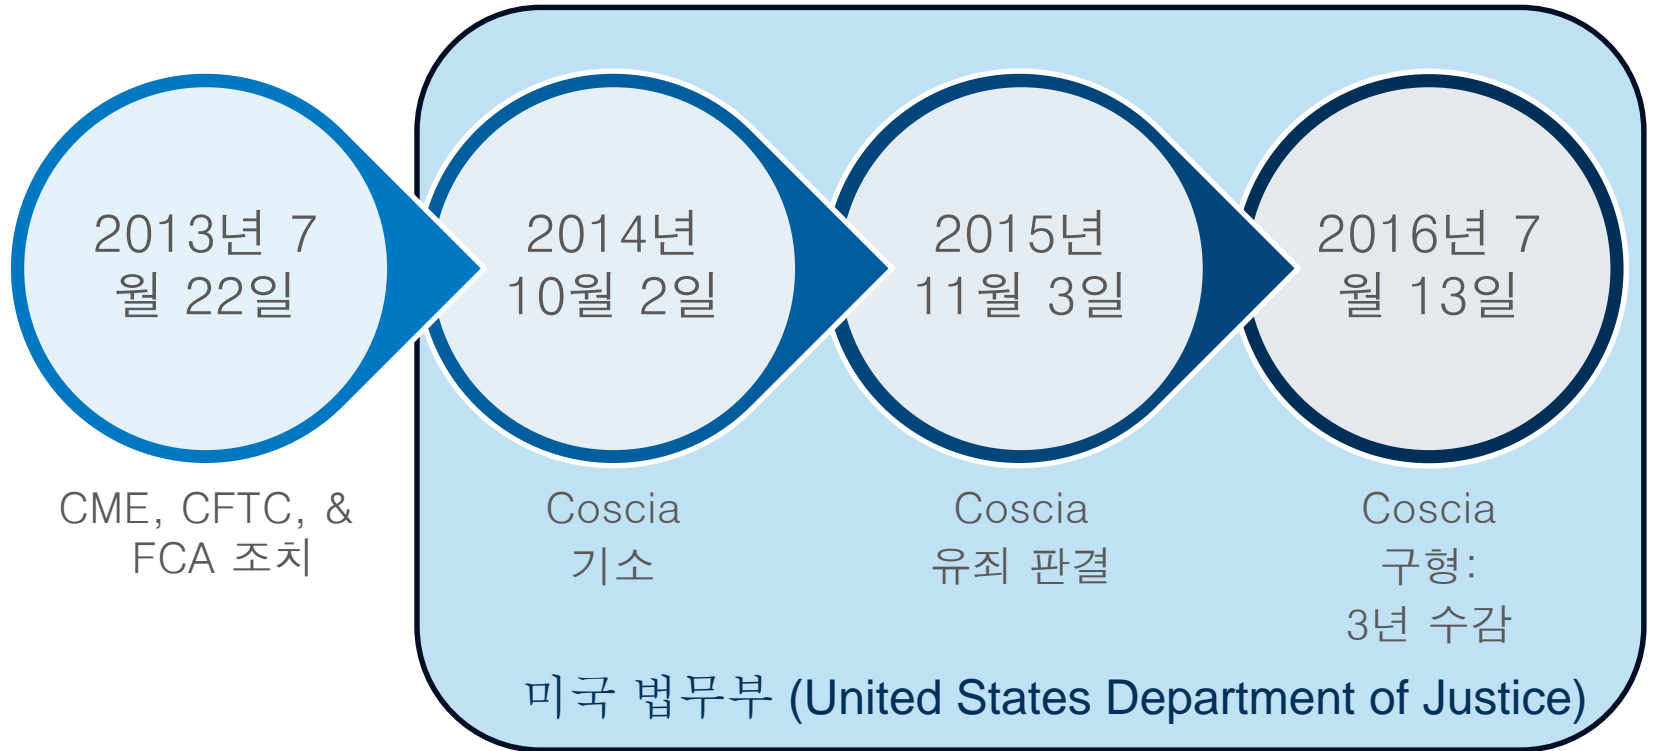 2013년 7
월 22일
CME, CFTC, &
FCA 조치
2014년
10월 2일
Coscia
기소
2015년
11월 3일
Coscia
유죄 판결
2016년 7
월 13일
Coscia
구형:
3년 수감
미국 법무부 (United States Department of Justice)